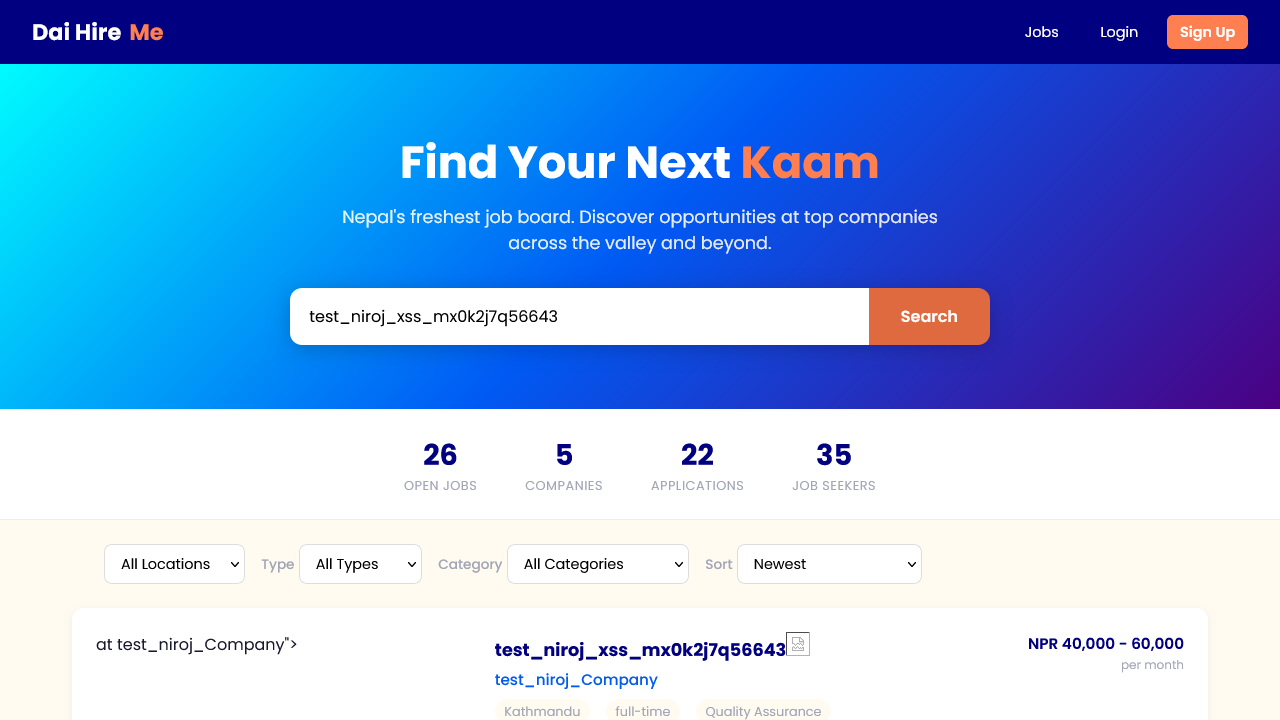 Dai Hire Me
Jobs
Login
Sign Up
Find Your Next Kaam
Nepal's freshest job board. Discover opportunities at top companies
across the valley and beyond.
test_niroj_xss_mx0k2j7q56643
Search
26
OPEN JOBS
5
COMPANIES
22
APPLICATIONS
35
JOB SEEKERS
All Locations
Type
All Types
Category
All Categories
Sort
Newest
at test_niroj_Company">
test_niroj_xss_mx0k2j7q56643
test_niroj_Company
Kathmandu
full-time
Quality Assurance
NPR 40,000 - 60,000
per month